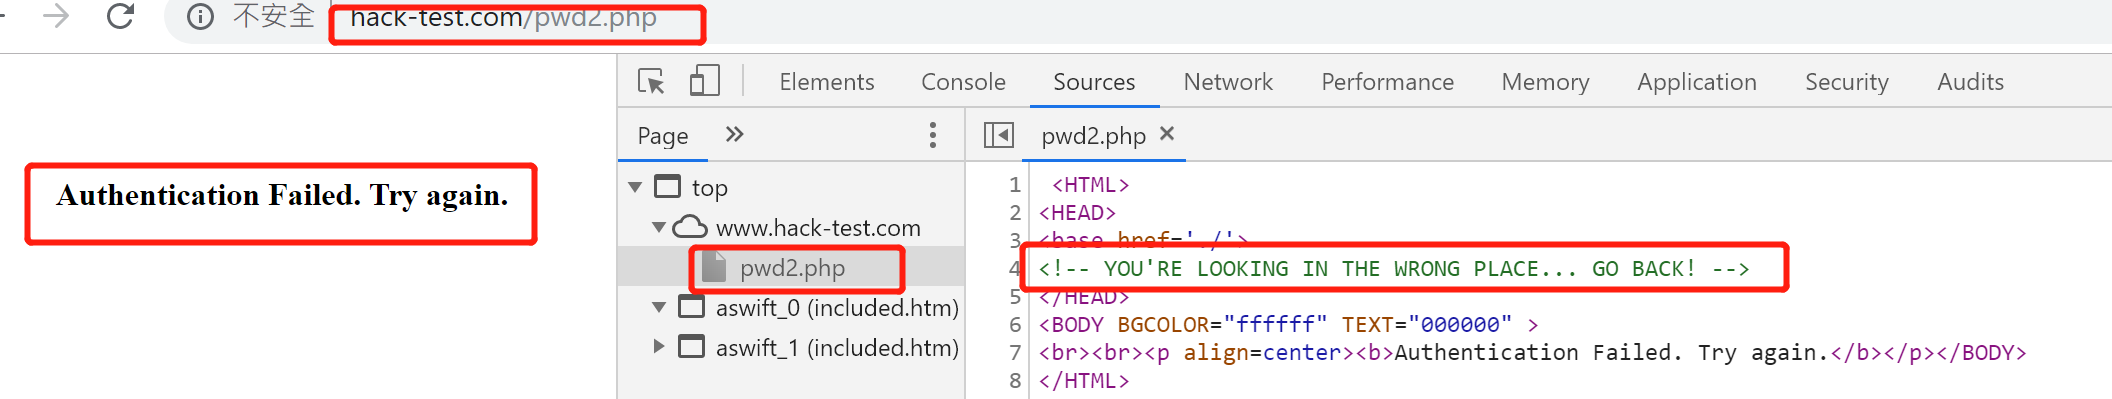 不安全 hack-test.com/pwd2.php
Authentication Failed. Try again.
Elements Console Sources Network Performance Memory Application Security Audits
Page
pwd2.php ×
top
www.hack-test.com
pwd2.php
aswift_0 (included.htm)
aswift_1 (included.htm)
1 <HTML>
2 <HEAD>
3 <base href='./'>
4 <!-- YOU'RE LOOKING IN THE WRONG PLACE... GO BACK! -->
5 </HEAD>
6 <BODY BGCOLOR="ffffff" TEXT="000000" >
7 <br><br><p align=center><b>Authentication Failed. Try again.</b></p></BODY>
8 </HTML>